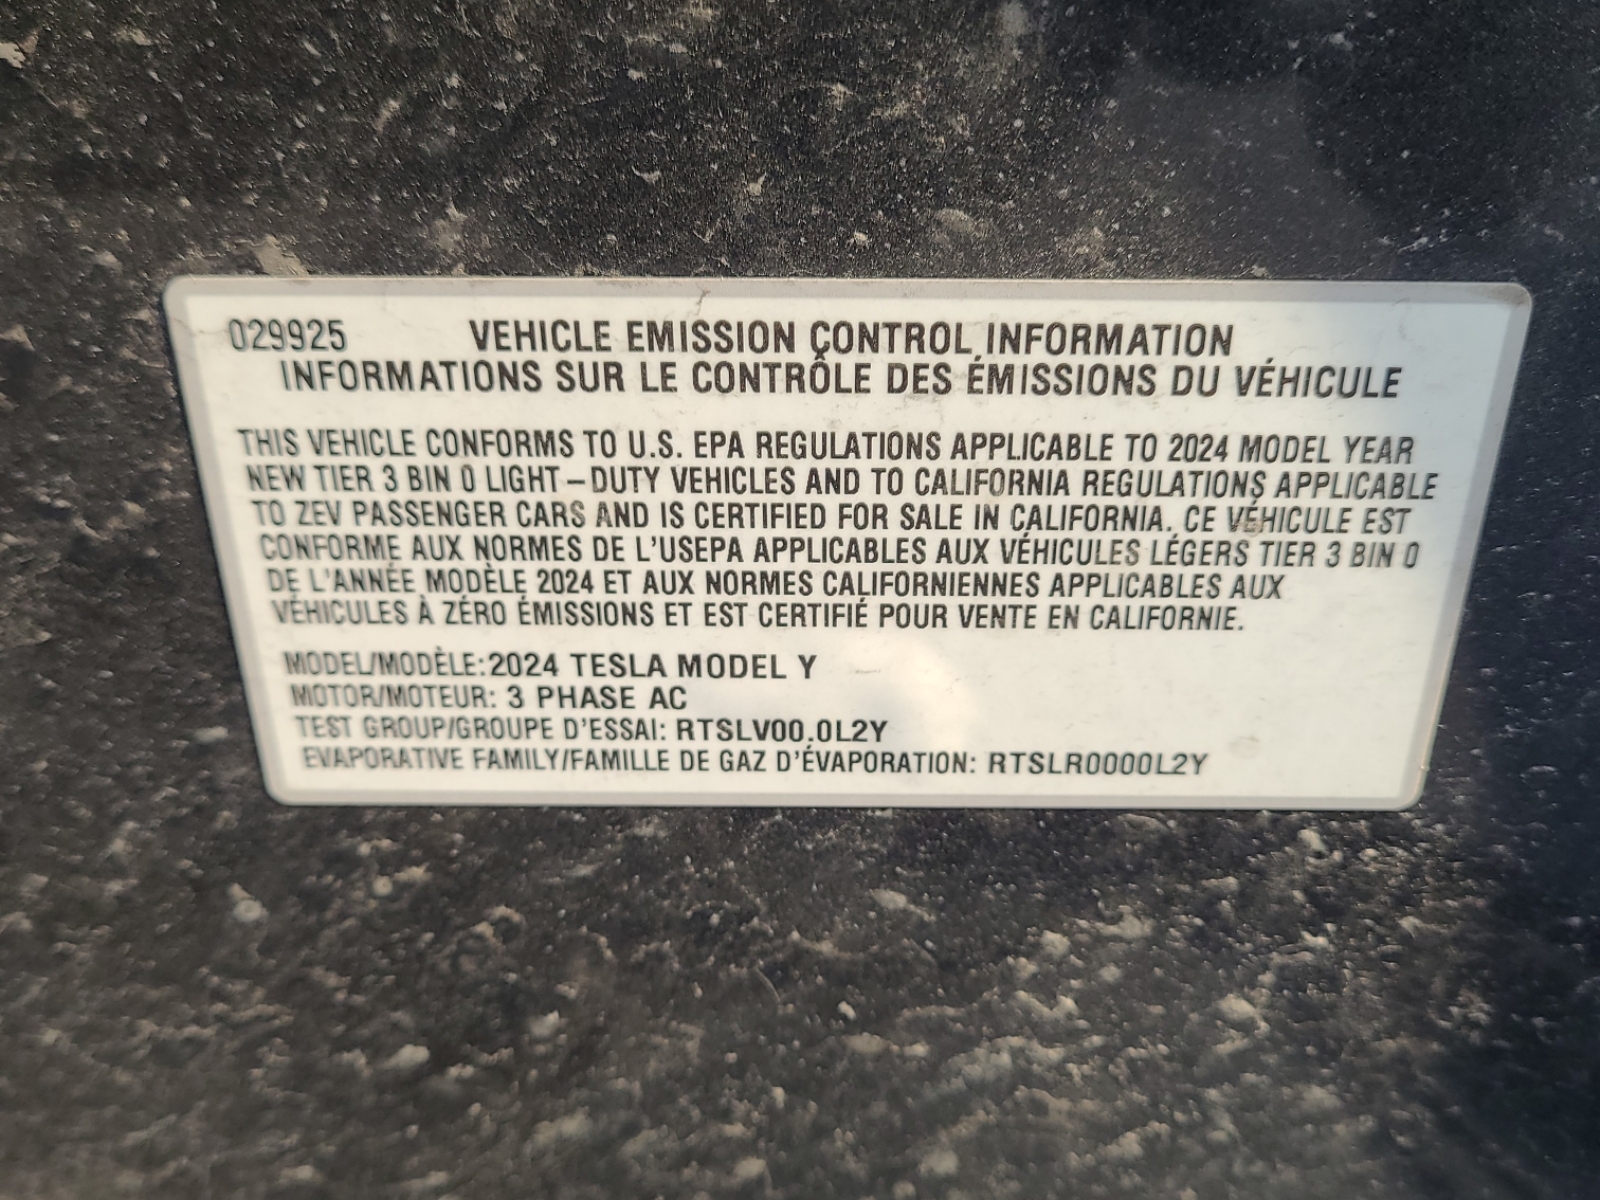 029925 VEHICLE EMISSION CONTROL INFORMATION
INFORMATIONS SUR LE CONTRÔLE DES ÉMISSIONS DU VÉHICULE
THIS VEHICLE CONFORMS TO U.S. EPA REGULATIONS APPLICABLE TO 2024 MODEL YEAR
NEW TIER 3 BIN 0 LIGHT-DUTY VEHICLES AND TO CALIFORNIA REGULATIONS APPLICABLE
TO ZEV PASSENGER CARS AND IS CERTIFIED FOR SALE IN CALIFORNIA. CE VÉHICULE EST
CONFORME AUX NORMES DE L'USEPA APPLICABLES AUX VÉHICULES LÉGERS TIER 3 BIN 0
DE L'ANNÉE MODÈLE 2024 ET AUX NORMES CALIFORNIENNES APPLICABLES AUX
VÉHICULES À ZÉRO ÉMISSIONS ET EST CERTIFIÉ POUR VENTE EN CALIFORNIE.
MODEL/MODÈLE:2024 TESLA MODEL Y
MOTOR/MOTEUR: 3 PHASE AC
TEST GROUP/GROUPE D'ESSAI: RTSLV00.0L2Y
EVAPORATIVE FAMILY/FAMILLE DE GAZ D'ÉVAPORATION: RTSLR0000L2Y